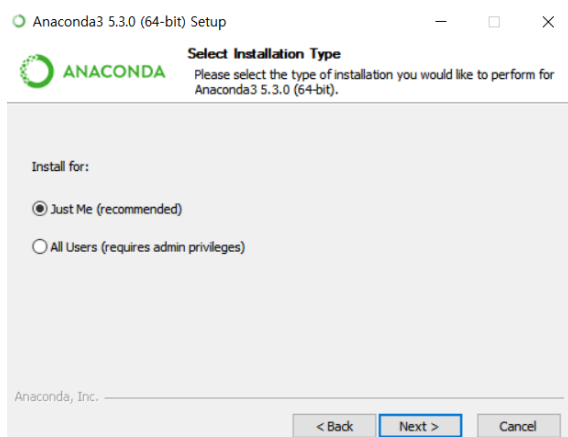 Anaconda3 5.3.0 (64-bit) Setup
ANACONDA
Select Installation Type
Please select the type of installation you would like to perform for
Anaconda3 5.3.0 (64-bit).
Install for:
Just Me (recommended)
All Users (requires admin privileges)
Anaconda, Inc.
< Back Next > Cancel